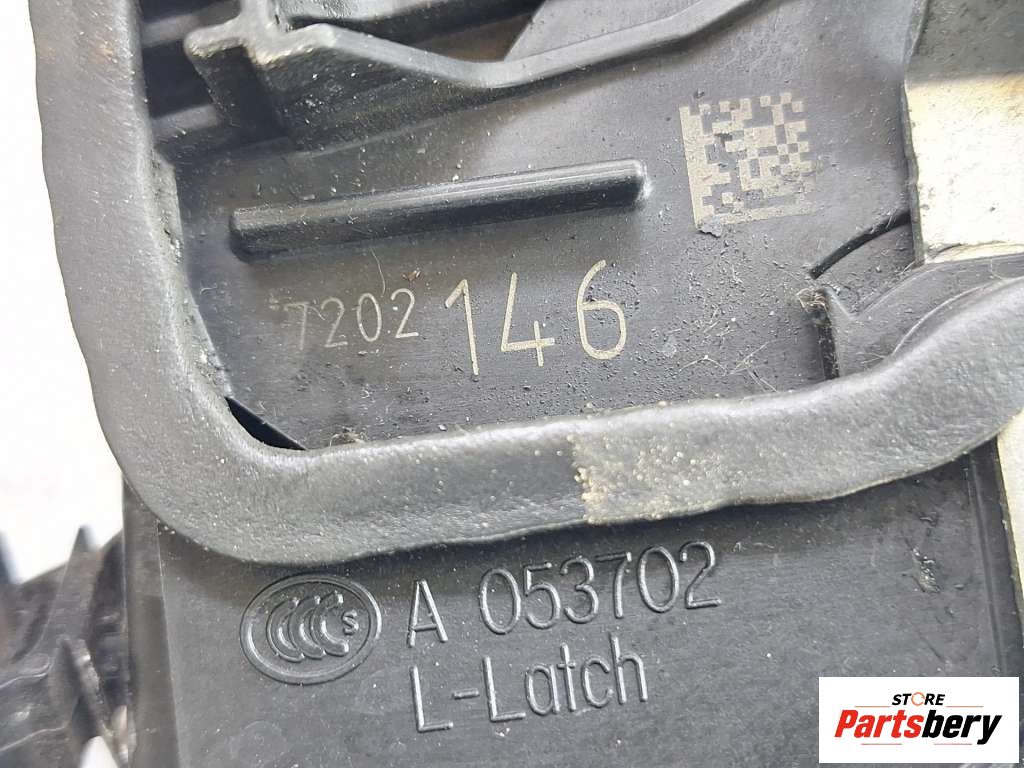 7202 146
S
A 053702
L-Latch
STORE
Partsbery